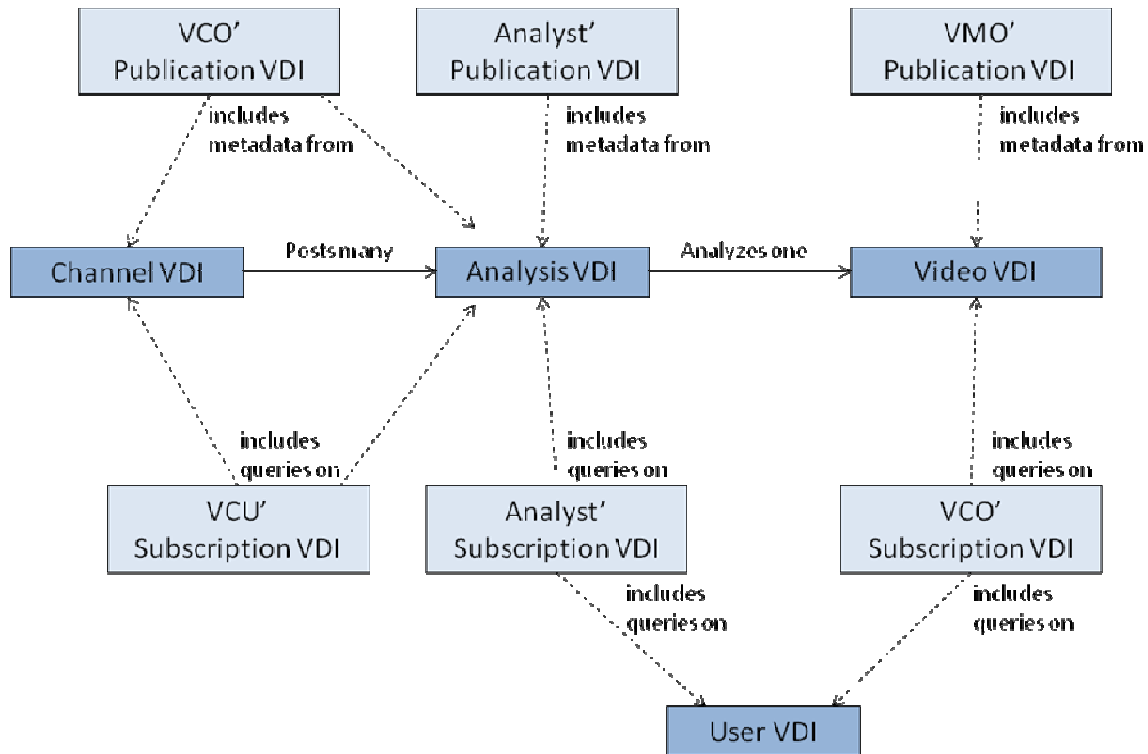 VCO’
Publication VDI
Analyst’
Publication VDI
VMO’
Publication VDI
includes
metadata from
includes
metadata from
includes
metadata from
Channel VDI
Posts many
Analysis VDI
Analyzes one
Video VDI
includes
queries on
includes
queries on
includes
queries on
VCU’
Subscription VDI
Analyst’
Subscription VDI
VCO’
Subscription VDI
includes
queries on
includes
queries on
User VDI